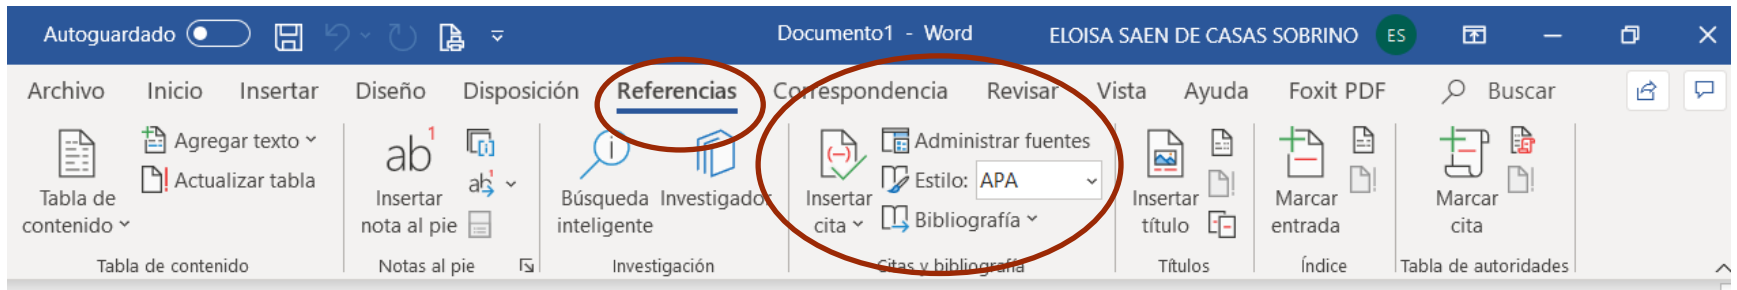 Autoguardado Documento1 - Word ELOISA SAEN DE CASAS SOBRINO ES
Archivo Inicio Insertar Diseño Disposición Referencias Correspondencia Revisar Vista Ayuda Foxit PDF Buscar
Tabla de
contenido
Agregar texto
Actualizar tabla
Tabla de contenido
ab1
Insertar
nota al pie
ab
Notas al pie
Búsqueda
inteligente
Investigador
Investigación
Insertar
cita
Administrar fuentes
Estilo: APA
Bibliografía
Citas y bibliografía
Insertar
título
Títulos
Marcar
entrada
Índice
Marcar
cita
Tabla de autoridades